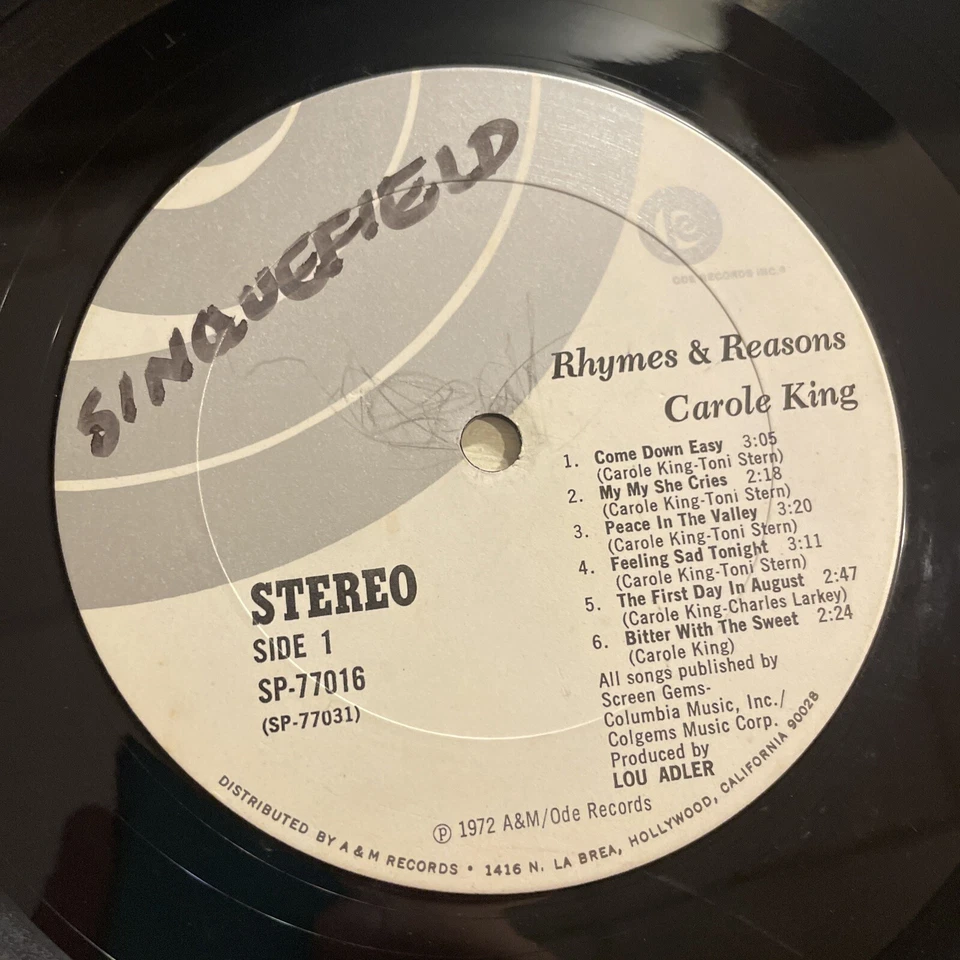 SINQUEFIELD
ODE RECORDS INC.
Rhymes & Reasons
Carole King
1. Come Down Easy 3:05
(Carole King-Toni Stern)
2. My My She Cries 2:18
(Carole King-Toni Stern)
3. Peace In The Valley 3:20
(Carole King-Toni Stern)
4. Feeling Sad Tonight 3:11
(Carole King-Toni Stern)
5. The First Day In August 2:47
(Carole King-Charles Larkey)
6. Bitter With The Sweet 2:24
(Carole King)
All songs published by
Screen Gems-
Columbia Music, Inc./
Colgems Music Corp.
Produced by
LOU ADLER
STEREO
SIDE 1
SP-77016
(SP-77031)
℗ 1972 A&M/Ode Records
DISTRIBUTED BY A & M RECORDS • 1416 N. LA BREA, HOLLYWOOD, CALIFORNIA 90028